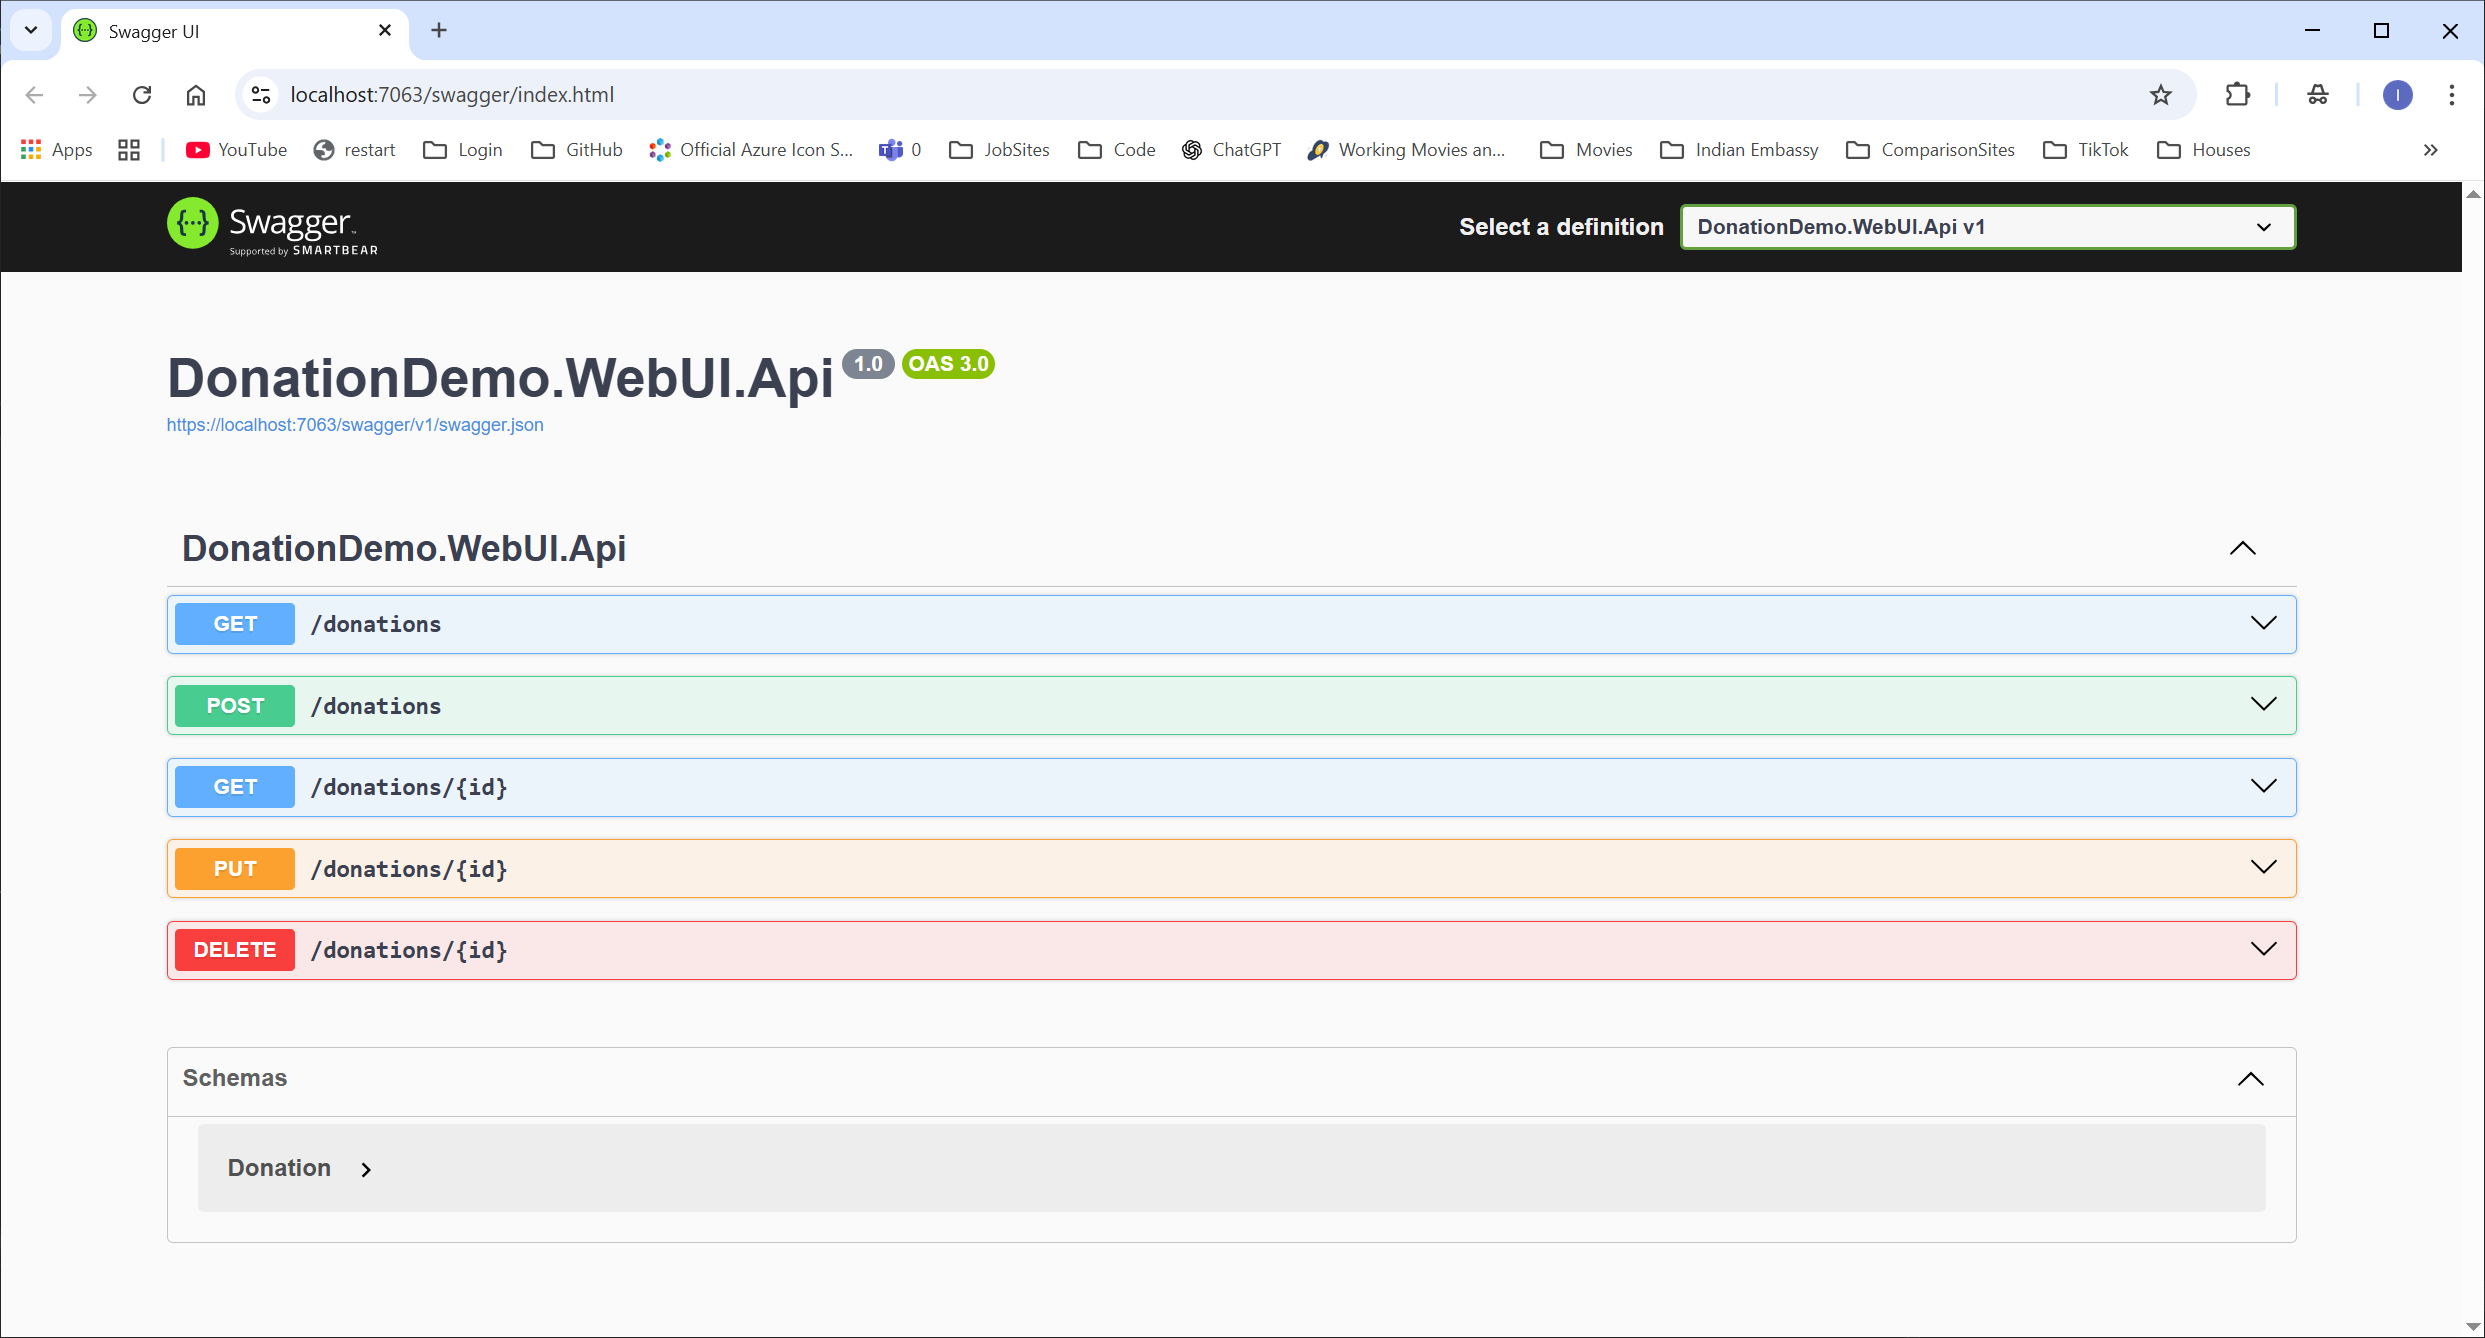 Swagger UI
localhost:7063/swagger/index.html
I
Apps YouTube restart Login GitHub Official Azure Icon S... 0 JobSites Code ChatGPT Working Movies an... Movies Indian Embassy ComparisonSites TikTok Houses
Swagger™
Supported by SMARTBEAR
Select a definition DonationDemo.WebUI.Api v1
DonationDemo.WebUI.Api 1.0 OAS 3.0
https://localhost:7063/swagger/v1/swagger.json
DonationDemo.WebUI.Api
GET /donations
POST /donations
GET /donations/{id}
PUT /donations/{id}
DELETE /donations/{id}
Schemas
Donation